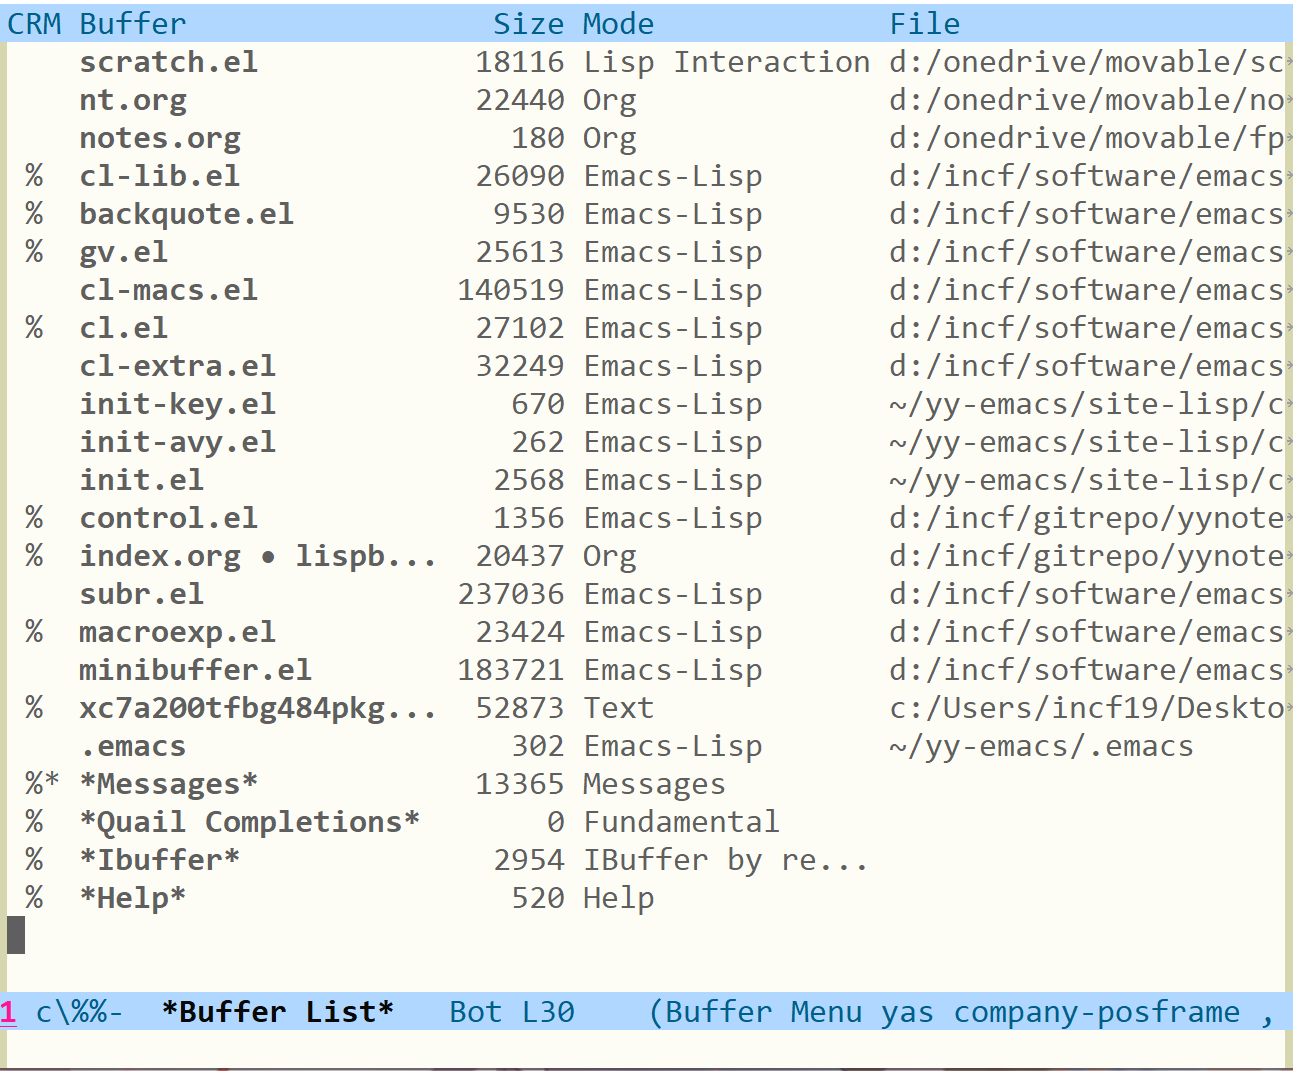 CRM Buffer Size Mode File
scratch.el 18116 Lisp Interaction d:/onedrive/movable/sc
nt.org 22440 Org d:/onedrive/movable/no
notes.org 180 Org d:/onedrive/movable/fp
% cl-lib.el 26090 Emacs-Lisp d:/incf/software/emacs
% backquote.el 9530 Emacs-Lisp d:/incf/software/emacs
% gv.el 25613 Emacs-Lisp d:/incf/software/emacs
cl-macs.el 140519 Emacs-Lisp d:/incf/software/emacs
% cl.el 27102 Emacs-Lisp d:/incf/software/emacs
cl-extra.el 32249 Emacs-Lisp d:/incf/software/emacs
init-key.el 670 Emacs-Lisp ~/yy-emacs/site-lisp/c
init-avy.el 262 Emacs-Lisp ~/yy-emacs/site-lisp/c
init.el 2568 Emacs-Lisp ~/yy-emacs/site-lisp/c
% control.el 1356 Emacs-Lisp d:/incf/gitrepo/yynote
% index.org • lispb... 20437 Org d:/incf/gitrepo/yynote
subr.el 237036 Emacs-Lisp d:/incf/software/emacs
% macroexp.el 23424 Emacs-Lisp d:/incf/software/emacs
minibuffer.el 183721 Emacs-Lisp d:/incf/software/emacs
% xc7a200tfbg484pkg... 52873 Text c:/Users/incf19/Deskto
.emacs 302 Emacs-Lisp ~/yy-emacs/.emacs
%* *Messages* 13365 Messages
% *Quail Completions* 0 Fundamental
% *Ibuffer* 2954 IBuffer by re...
% *Help* 520 Help
1 c\%%- *Buffer List* Bot L30 (Buffer Menu yas company-posframe ,